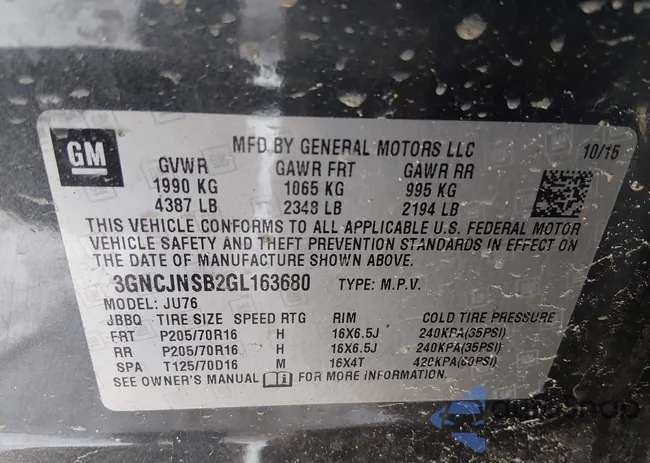 GM
MFD BY GENERAL MOTORS LLC
10/15
GVWR GAWR FRT GAWR RR
1990 KG 1065 KG 995 KG
4387 LB 2348 LB 2194 LB
THIS VEHICLE CONFORMS TO ALL APPLICABLE U.S. FEDERAL MOTOR
VEHICLE SAFETY AND THEFT PREVENTION STANDARDS IN EFFECT ON
THE DATE OF MANUFACTURE SHOWN ABOVE.
3GNCJNSB2GL163680 TYPE: M.P.V.
MODEL: JU76
JBBQ TIRE SIZE SPEED RTG RIM COLD TIRE PRESSURE
FRT P205/70R16 H 16X6.5J 240KPA(35PSI)
RR P205/70R16 H 16X6.5J 240KPA(35PSI)
SPA T125/70D16 M 16X4T 420KPA(60PSI)
SEE OWNER'S MANUAL FOR MORE INFORMATION